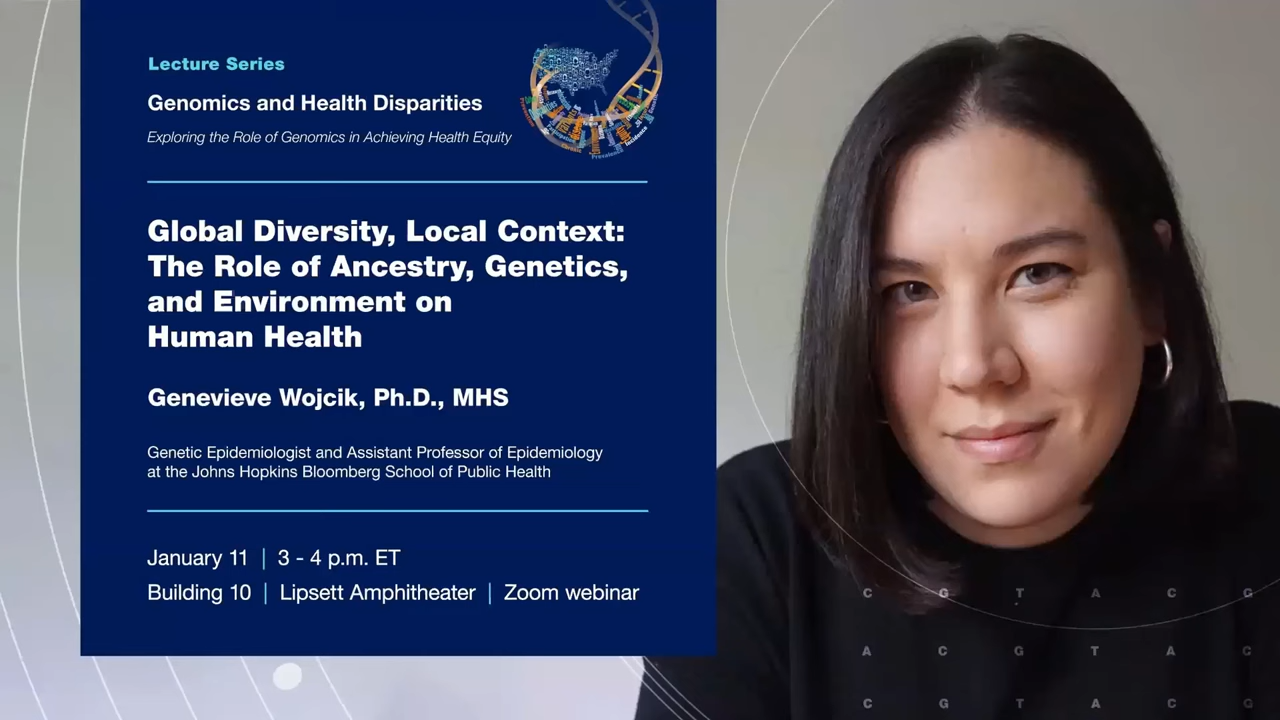 Lecture Series
Genomics and Health Disparities
Exploring the Role of Genomics in Achieving Health Equity
Global Diversity, Local Context:
The Role of Ancestry, Genetics,
and Environment on
Human Health
Genevieve Wojcik, Ph.D., MHS
Genetic Epidemiologist and Assistant Professor of Epidemiology
at the Johns Hopkins Bloomberg School of Public Health
January 11 | 3 - 4 p.m. ET
Building 10 | Lipsett Amphitheater | Zoom webinar
C G T A C G
A C G T A C
C G T A C G